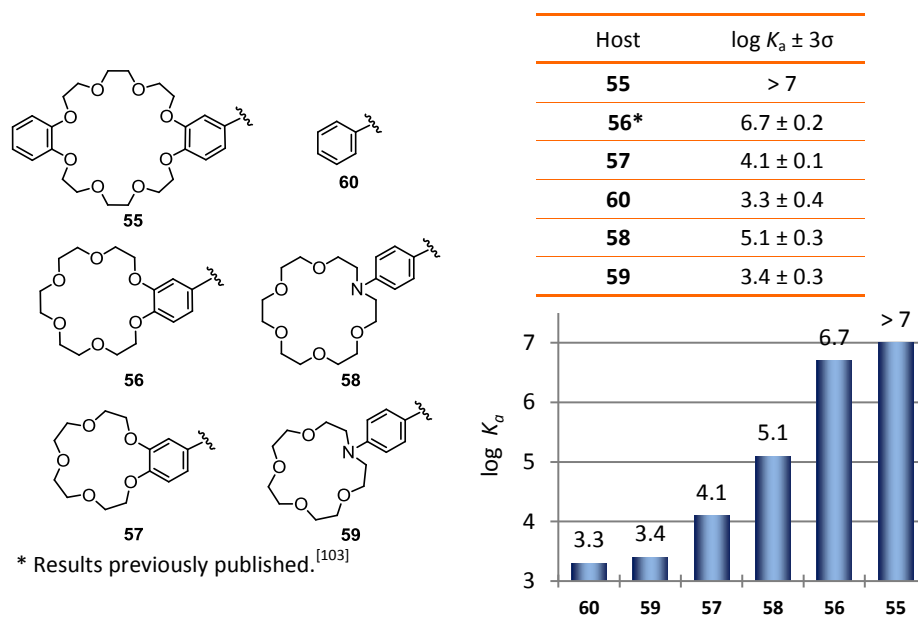 55
60
56
58
57
59
* Results previously published.[103]
Host log Ka ± 3σ
55 > 7
56* 6.7 ± 0.2
57 4.1 ± 0.1
60 3.3 ± 0.4
58 5.1 ± 0.3
59 3.4 ± 0.3
log Ka
7
6
5
4
3
3.3
3.4
4.1
5.1
6.7
> 7
60 59 57 58 56 55